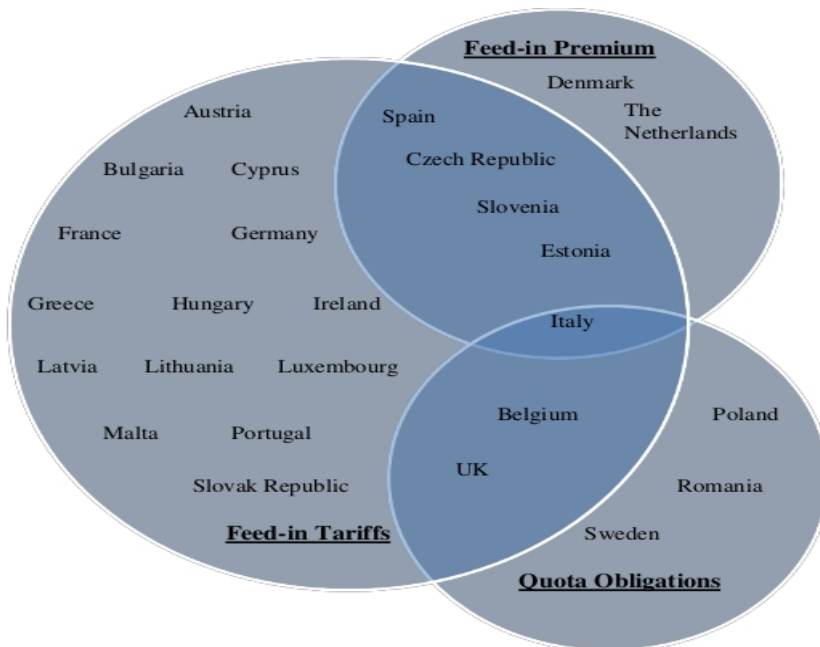 Feed-in Premium
Denmark
The
Netherlands
Austria
Spain
Czech Republic
Bulgaria
Cyprus
Slovenia
France
Germany
Estonia
Greece
Hungary
Ireland
Italy
Latvia
Lithuania
Luxembourg
Belgium
Poland
Malta
Portugal
UK
Slovak Republic
Romania
Feed-in Tariffs
Sweden
Quota Obligations